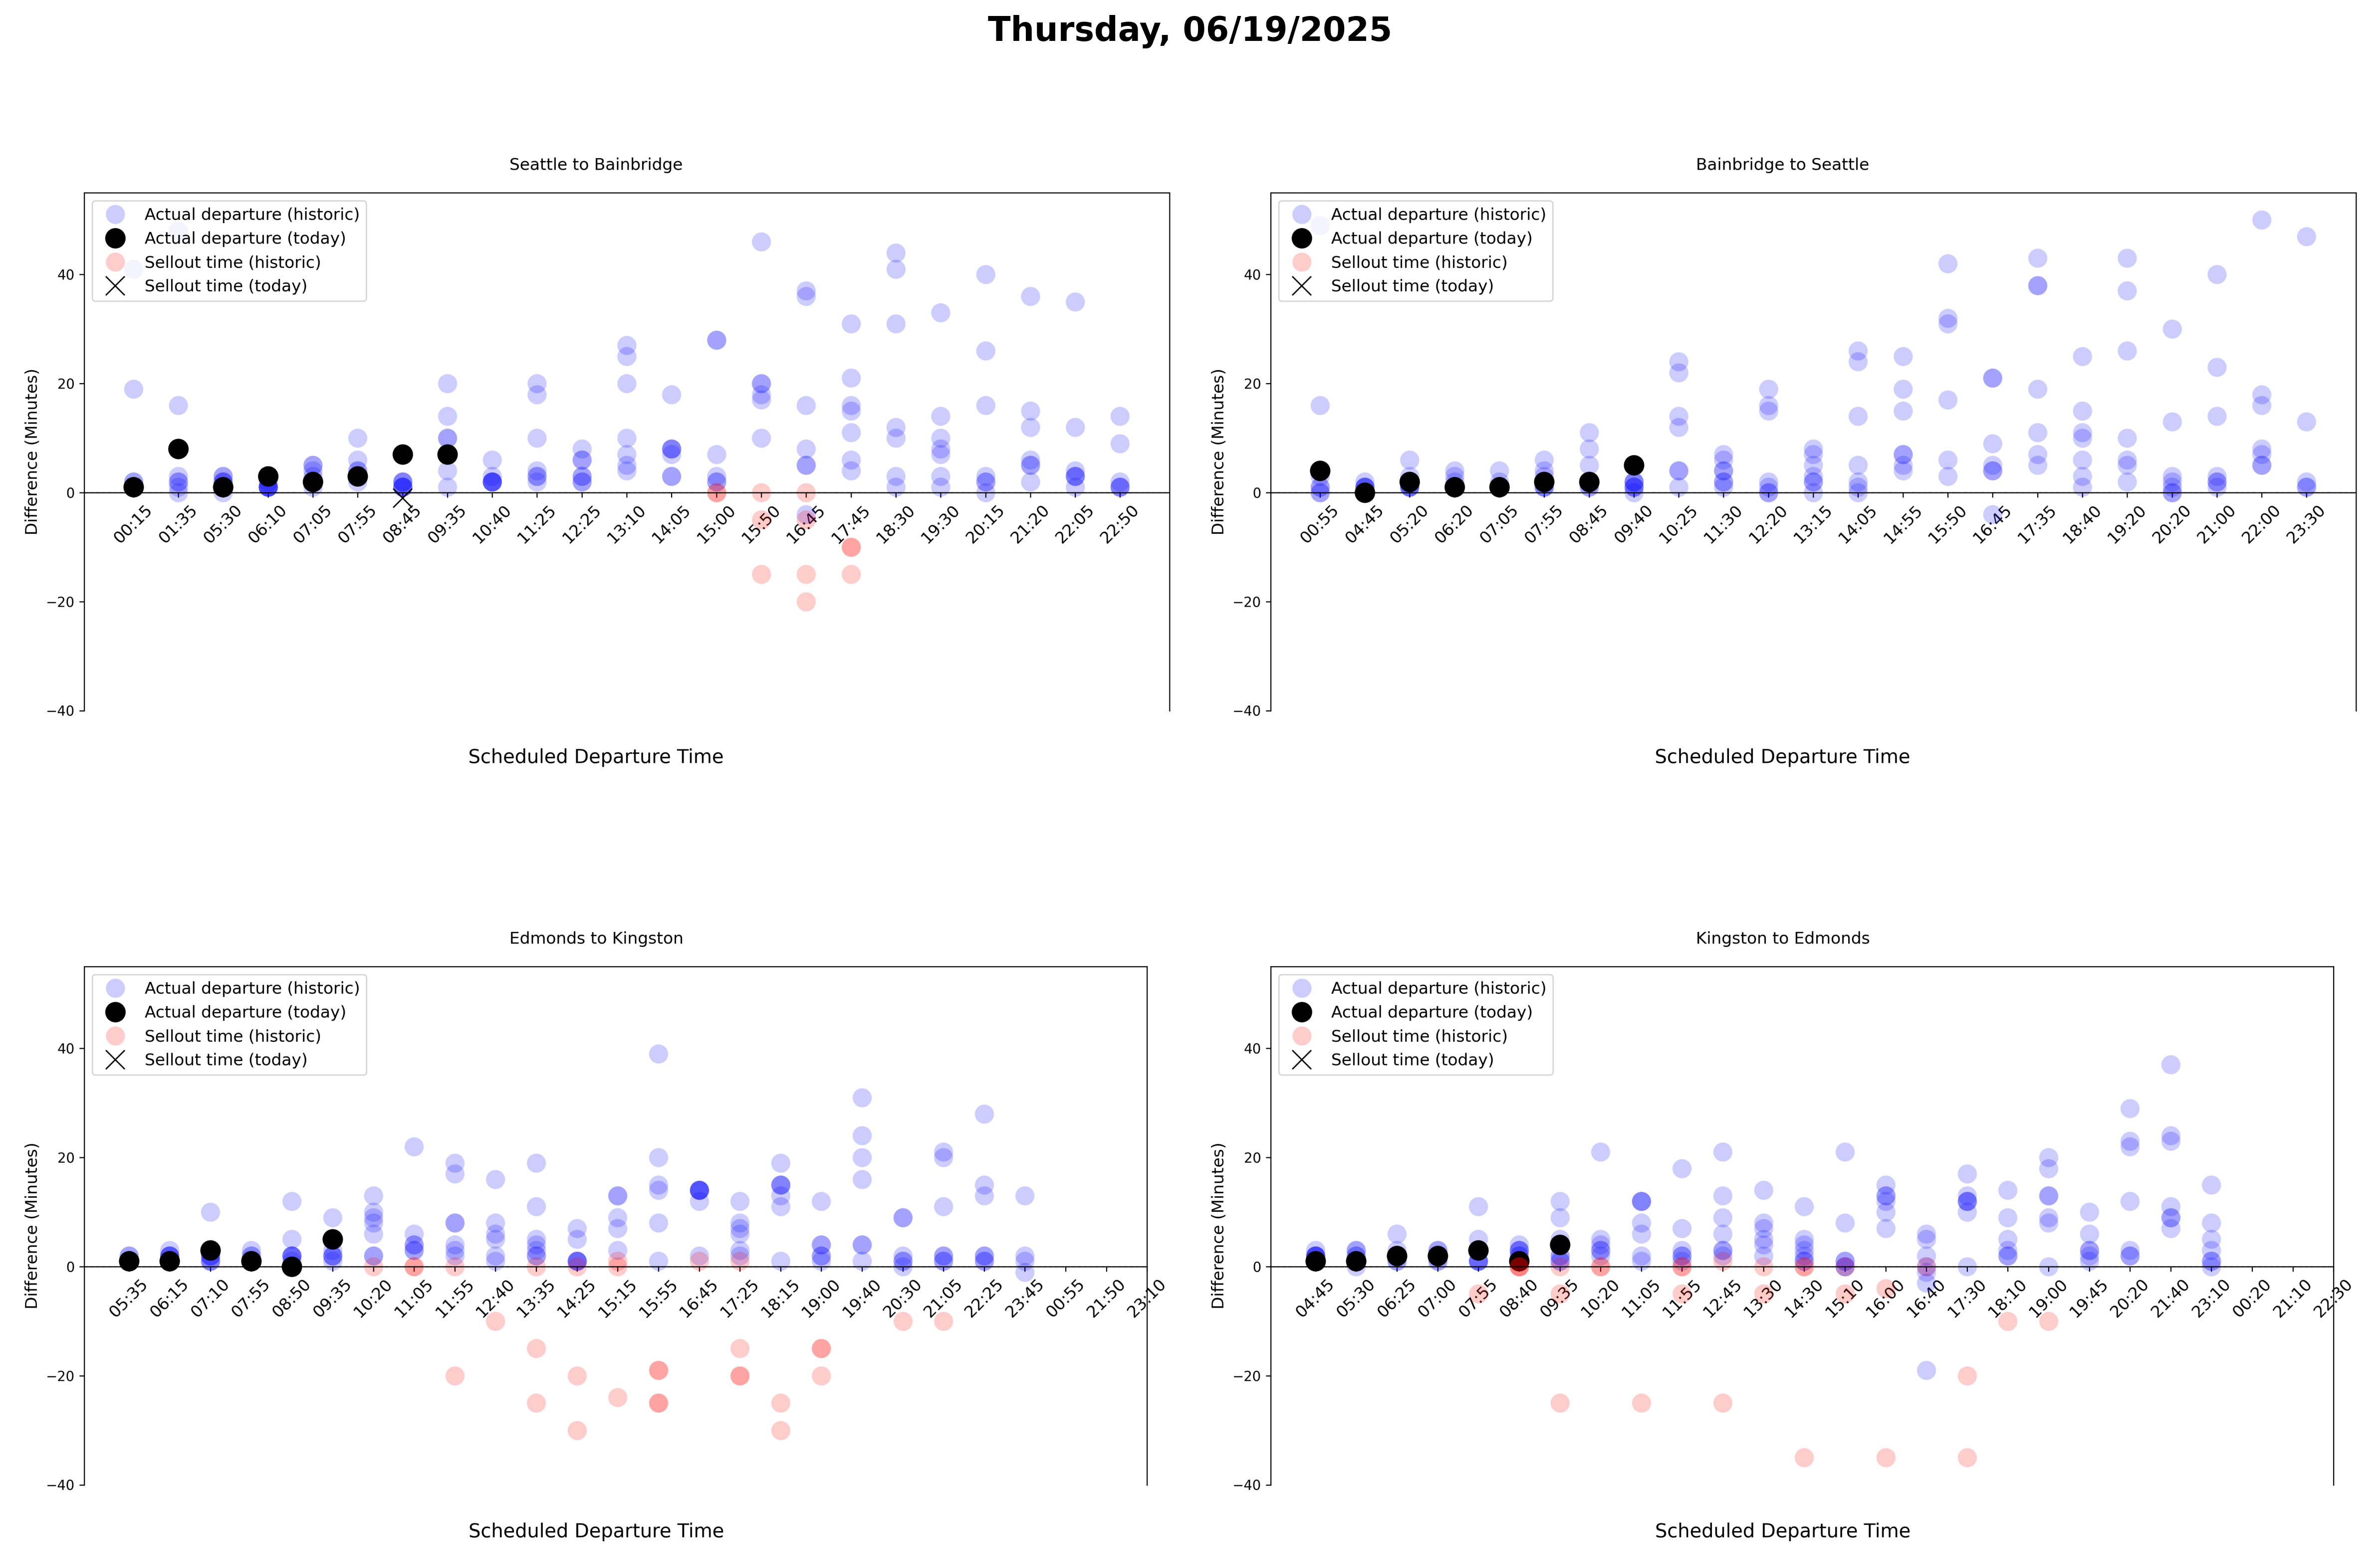 Thursday, 06/19/2025
Seattle to Bainbridge
Actual departure (historic)
Actual departure (today)
Sellout time (historic)
Sellout time (today)
Difference (Minutes)
40
20
0
−20
−40
00:15 01:35 05:30 06:10 07:05 07:55 08:45 09:35 10:40 11:25 12:25 13:10 14:05 15:00 15:50 16:45 17:45 18:30 19:30 20:15 21:20 22:05 22:50
Scheduled Departure Time
Bainbridge to Seattle
Actual departure (historic)
Actual departure (today)
Sellout time (historic)
Sellout time (today)
Difference (Minutes)
40
20
0
−20
−40
00:55 04:45 05:20 06:20 07:05 07:55 08:45 09:40 10:25 11:30 12:20 13:15 14:05 14:55 15:50 16:45 17:35 18:40 19:20 20:20 21:00 22:00 23:30
Scheduled Departure Time
Edmonds to Kingston
Actual departure (historic)
Actual departure (today)
Sellout time (historic)
Sellout time (today)
Difference (Minutes)
40
20
0
−20
−40
05:35 06:15 07:10 07:55 08:50 09:35 10:20 11:05 11:55 12:40 13:35 14:25 15:15 15:55 16:45 17:25 18:15 19:00 19:40 20:30 21:05 22:25 23:45 00:55 21:50 23:10
Scheduled Departure Time
Kingston to Edmonds
Actual departure (historic)
Actual departure (today)
Sellout time (historic)
Sellout time (today)
Difference (Minutes)
40
20
0
−20
−40
04:45 05:30 06:25 07:00 07:55 08:40 09:35 10:20 11:05 11:55 12:45 13:30 14:30 15:10 16:00 16:40 17:30 18:10 19:00 19:45 20:20 21:40 23:10 00:20 21:10 22:30
Scheduled Departure Time